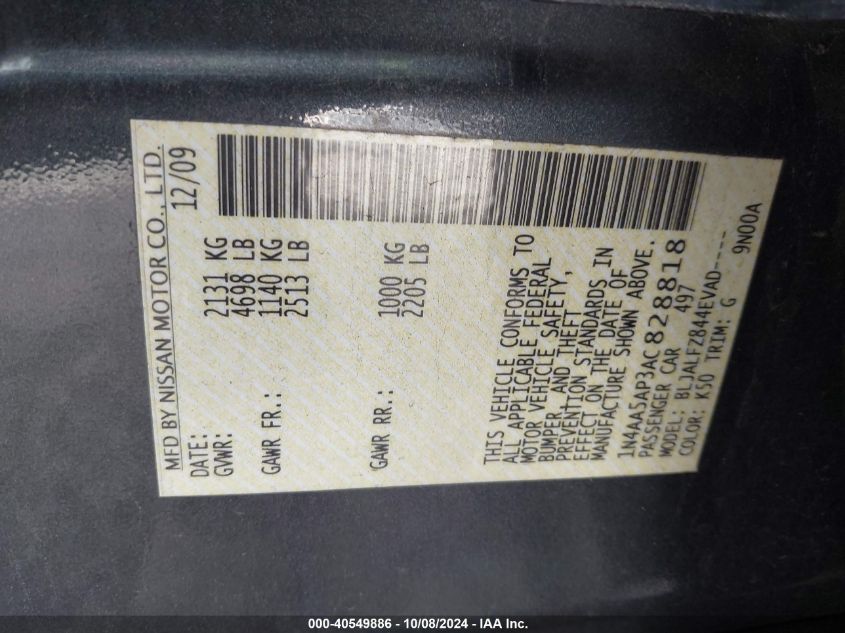 MFD BY NISSAN MOTOR CO., LTD.
DATE: 12/09
GVWR: 2131 KG
4698 LB
GAWR FR.: 1140 KG
2513 LB
GAWR RR.: 1000 KG
2205 LB
THIS VEHICLE CONFORMS TO
ALL APPLICABLE FEDERAL
MOTOR VEHICLE SAFETY,
BUMPER, AND THEFT
PREVENTION STANDARDS IN
EFFECT ON THE DATE OF
MANUFACTURE SHOWN ABOVE.
1N4AA5AP3AC828818
PASSENGER CAR 497
MODEL: BLJALFZ844EVAD----
COLOR: K50 TRIM: G 9N00A
000-40549886 - 10/08/2024 - IAA Inc.